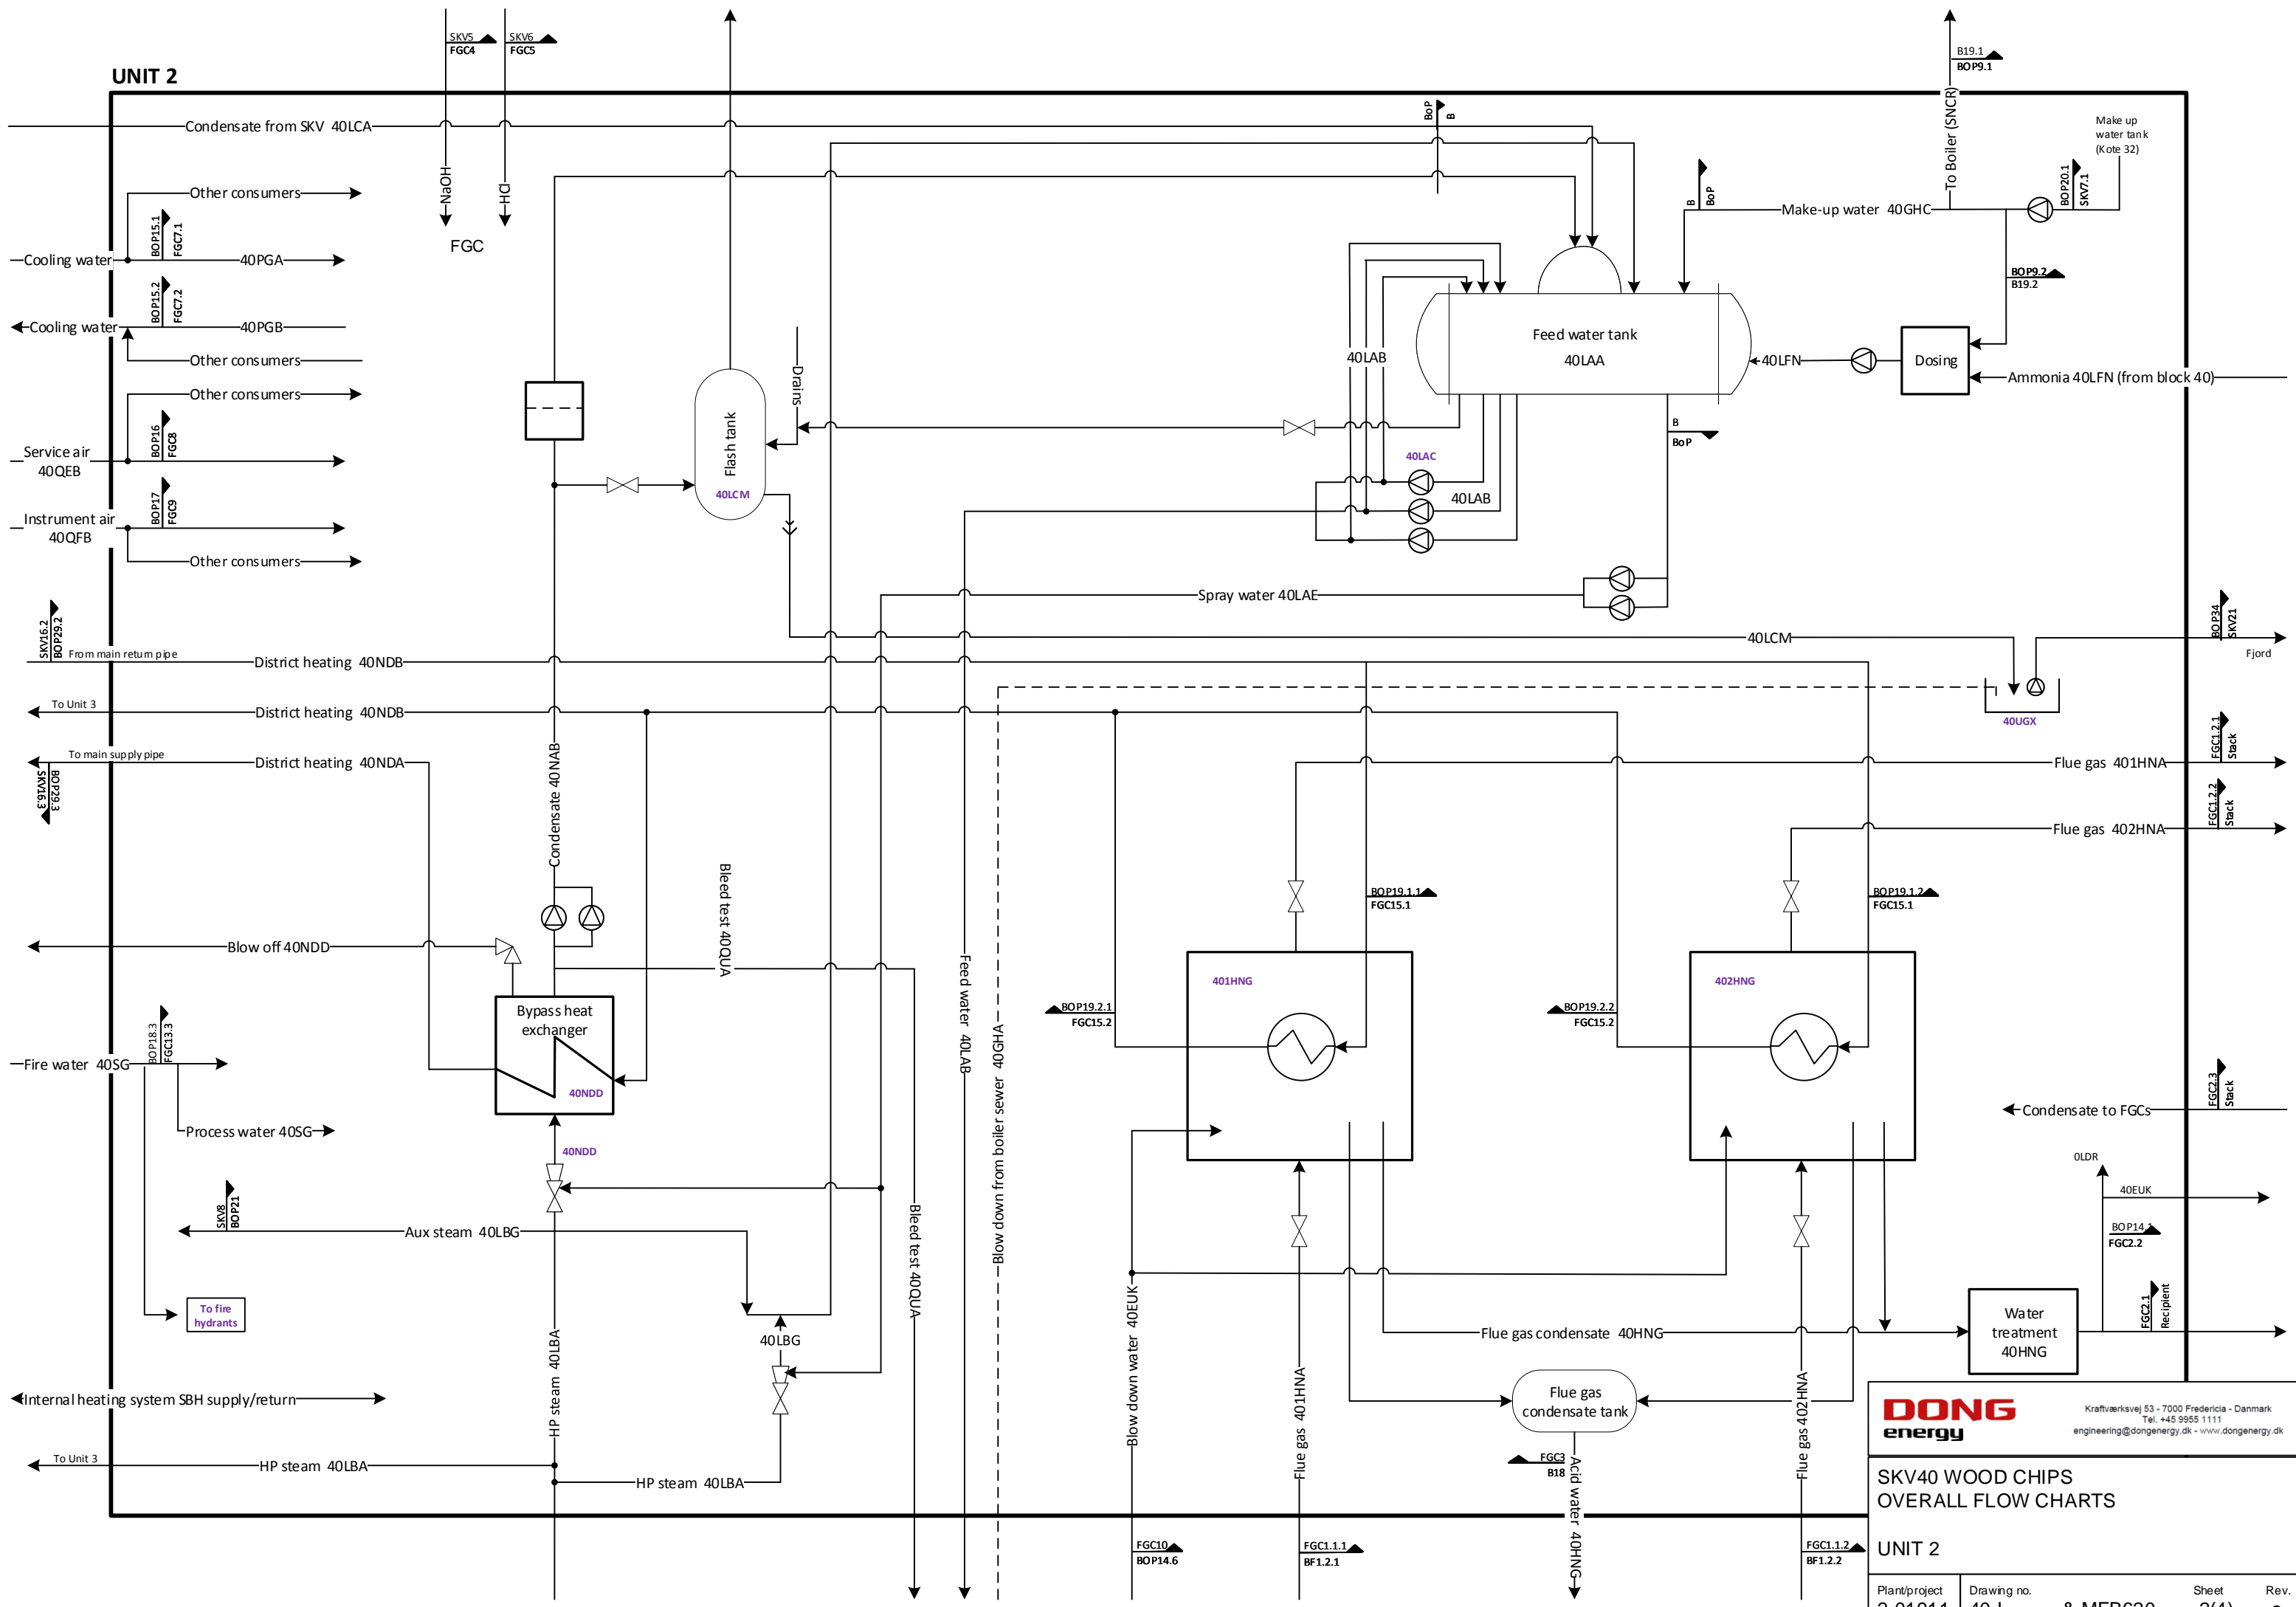 SKV5
FGC4
SKV6
FGC5
B19.1
BOP9.1
UNIT 2
Condensate from SKV 40LCA
BoP
B
To Boiler (SNCR)
Make up
water tank
(Kote 32)
NaOH
HCl
FGC
Other consumers
BOP15.1
FGC7.1
Cooling water
40PGA
B
BoP
Make-up water 40GHC
BOP20.1
SKV7.1
BOP15.2
FGC7.2
Cooling water
40PGB
Other consumers
BOP9.2
B19.2
Feed water tank
40LAA
40LAB
40LFN
Dosing
Ammonia 40LFN (from block 40)
Other consumers
BOP16
FGC8
Service air
40QEB
Drains
Flash tank
40LCM
B
BoP
40LAC
40LAB
BOP17
FGC9
Instrument air
40QFB
Other consumers
Spray water 40LAE
SKV16.2
BOP29.2
From main return pipe
District heating 40NDB
40LCM
BOP34
SKV21
Fjord
To Unit 3
District heating 40NDB
40UGX
To main supply pipe
District heating 40NDA
BOP29.3
SKV16.3
Condensate 40NAB
FGC1.2.1
Stack
Flue gas 401HNA
FGC1.2.2
Stack
Flue gas 402HNA
Bleed test 40QUA
BOP19.1.1
FGC15.1
BOP19.1.2
FGC15.1
Blow off 40NDD
Feed water 40LAB
401HNG
402HNG
BOP19.2.1
FGC15.2
BOP19.2.2
FGC15.2
Bypass heat
exchanger
40NDD
BOP18.3
FGC13.3
Fire water 40SG
Process water 40SG
Blow down from boiler sewer 40GHA
FGC2.3
Stack
Condensate to FGCs
40NDD
0LDR
40EUK
SKV8
BOP21
Aux steam 40LBG
Bleed test 40QUA
BOP14.1
FGC2.2
To fire
hydrants
40LBG
HP steam 40LBA
Blow down water 40EUK
Flue gas condensate 40HNG
Water
treatment
40HNG
FGC2.1
Recipient
Internal heating system SBH supply/return
Flue gas 401HNA
Flue gas
condensate tank
Flue gas 402HNA
To Unit 3
HP steam 40LBA
HP steam 40LBA
FGC3
B18
Acid water 40HNG
FGC10
BOP14.6
FGC1.1.1
BF1.2.1
FGC1.1.2
BF1.2.2
DONG
energy
Kraftværksvej 53 - 7000 Fredericia - Danmark
Tel. +45 9955 1111
engineering@dongenergy.dk - www.dongenergy.dk
SKV40 WOOD CHIPS
OVERALL FLOW CHARTS
UNIT 2
Plant/project
Drawing no.
Sheet
Rev.